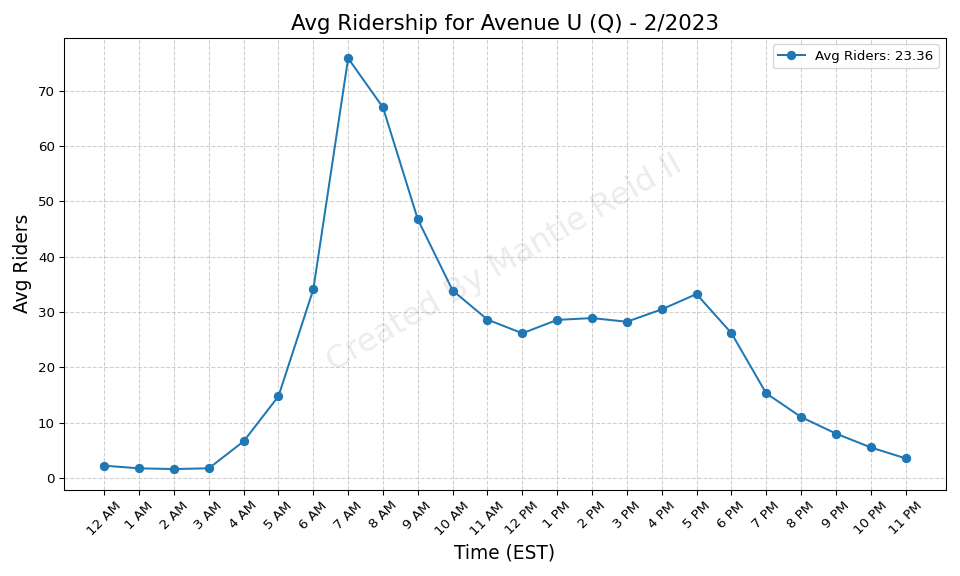 Avg Ridership for Avenue U (Q) - 2/2023
Avg Riders: 23.36
Avg Riders
70
60
50
40
30
20
10
0
Created By Mantie Reid II
12 AM
1 AM
2 AM
3 AM
4 AM
5 AM
6 AM
7 AM
8 AM
9 AM
10 AM
11 AM
12 PM
1 PM
2 PM
3 PM
4 PM
5 PM
6 PM
7 PM
8 PM
9 PM
10 PM
11 PM
Time (EST)